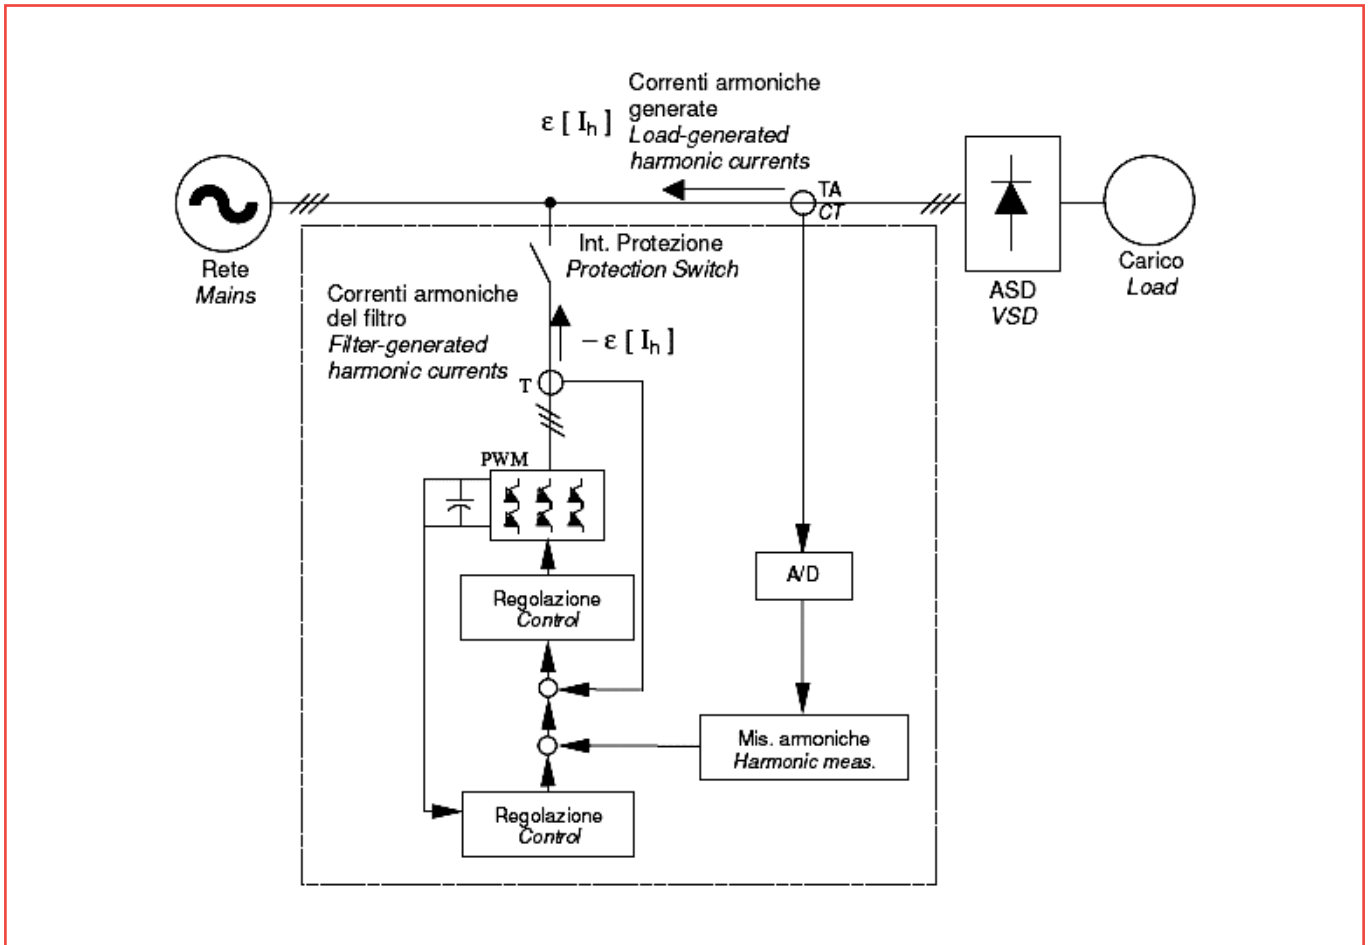 Correnti armoniche
generate
ε [ Ih ]
Load-generated
harmonic currents
TA
CT
Int. Protezione
Protection Switch
Rete
Mains
Carico
Load
ASD
VSD
Correnti armoniche
del filtro
Filter-generated
harmonic currents
– ε [ Ih ]
T
PWM
A/D
Regolazione
Control
Mis. armoniche
Harmonic meas.
Regolazione
Control